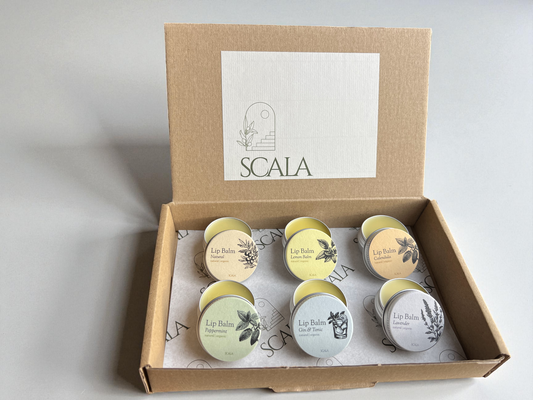 SCALA
Lip Balm
Natural
Lip Balm
Lemon Balm
Lip Balm
Calendula
Lip Balm
Peppermint
Lip Balm
Gin & Tonic
Lip Balm
Lavender
SCALA